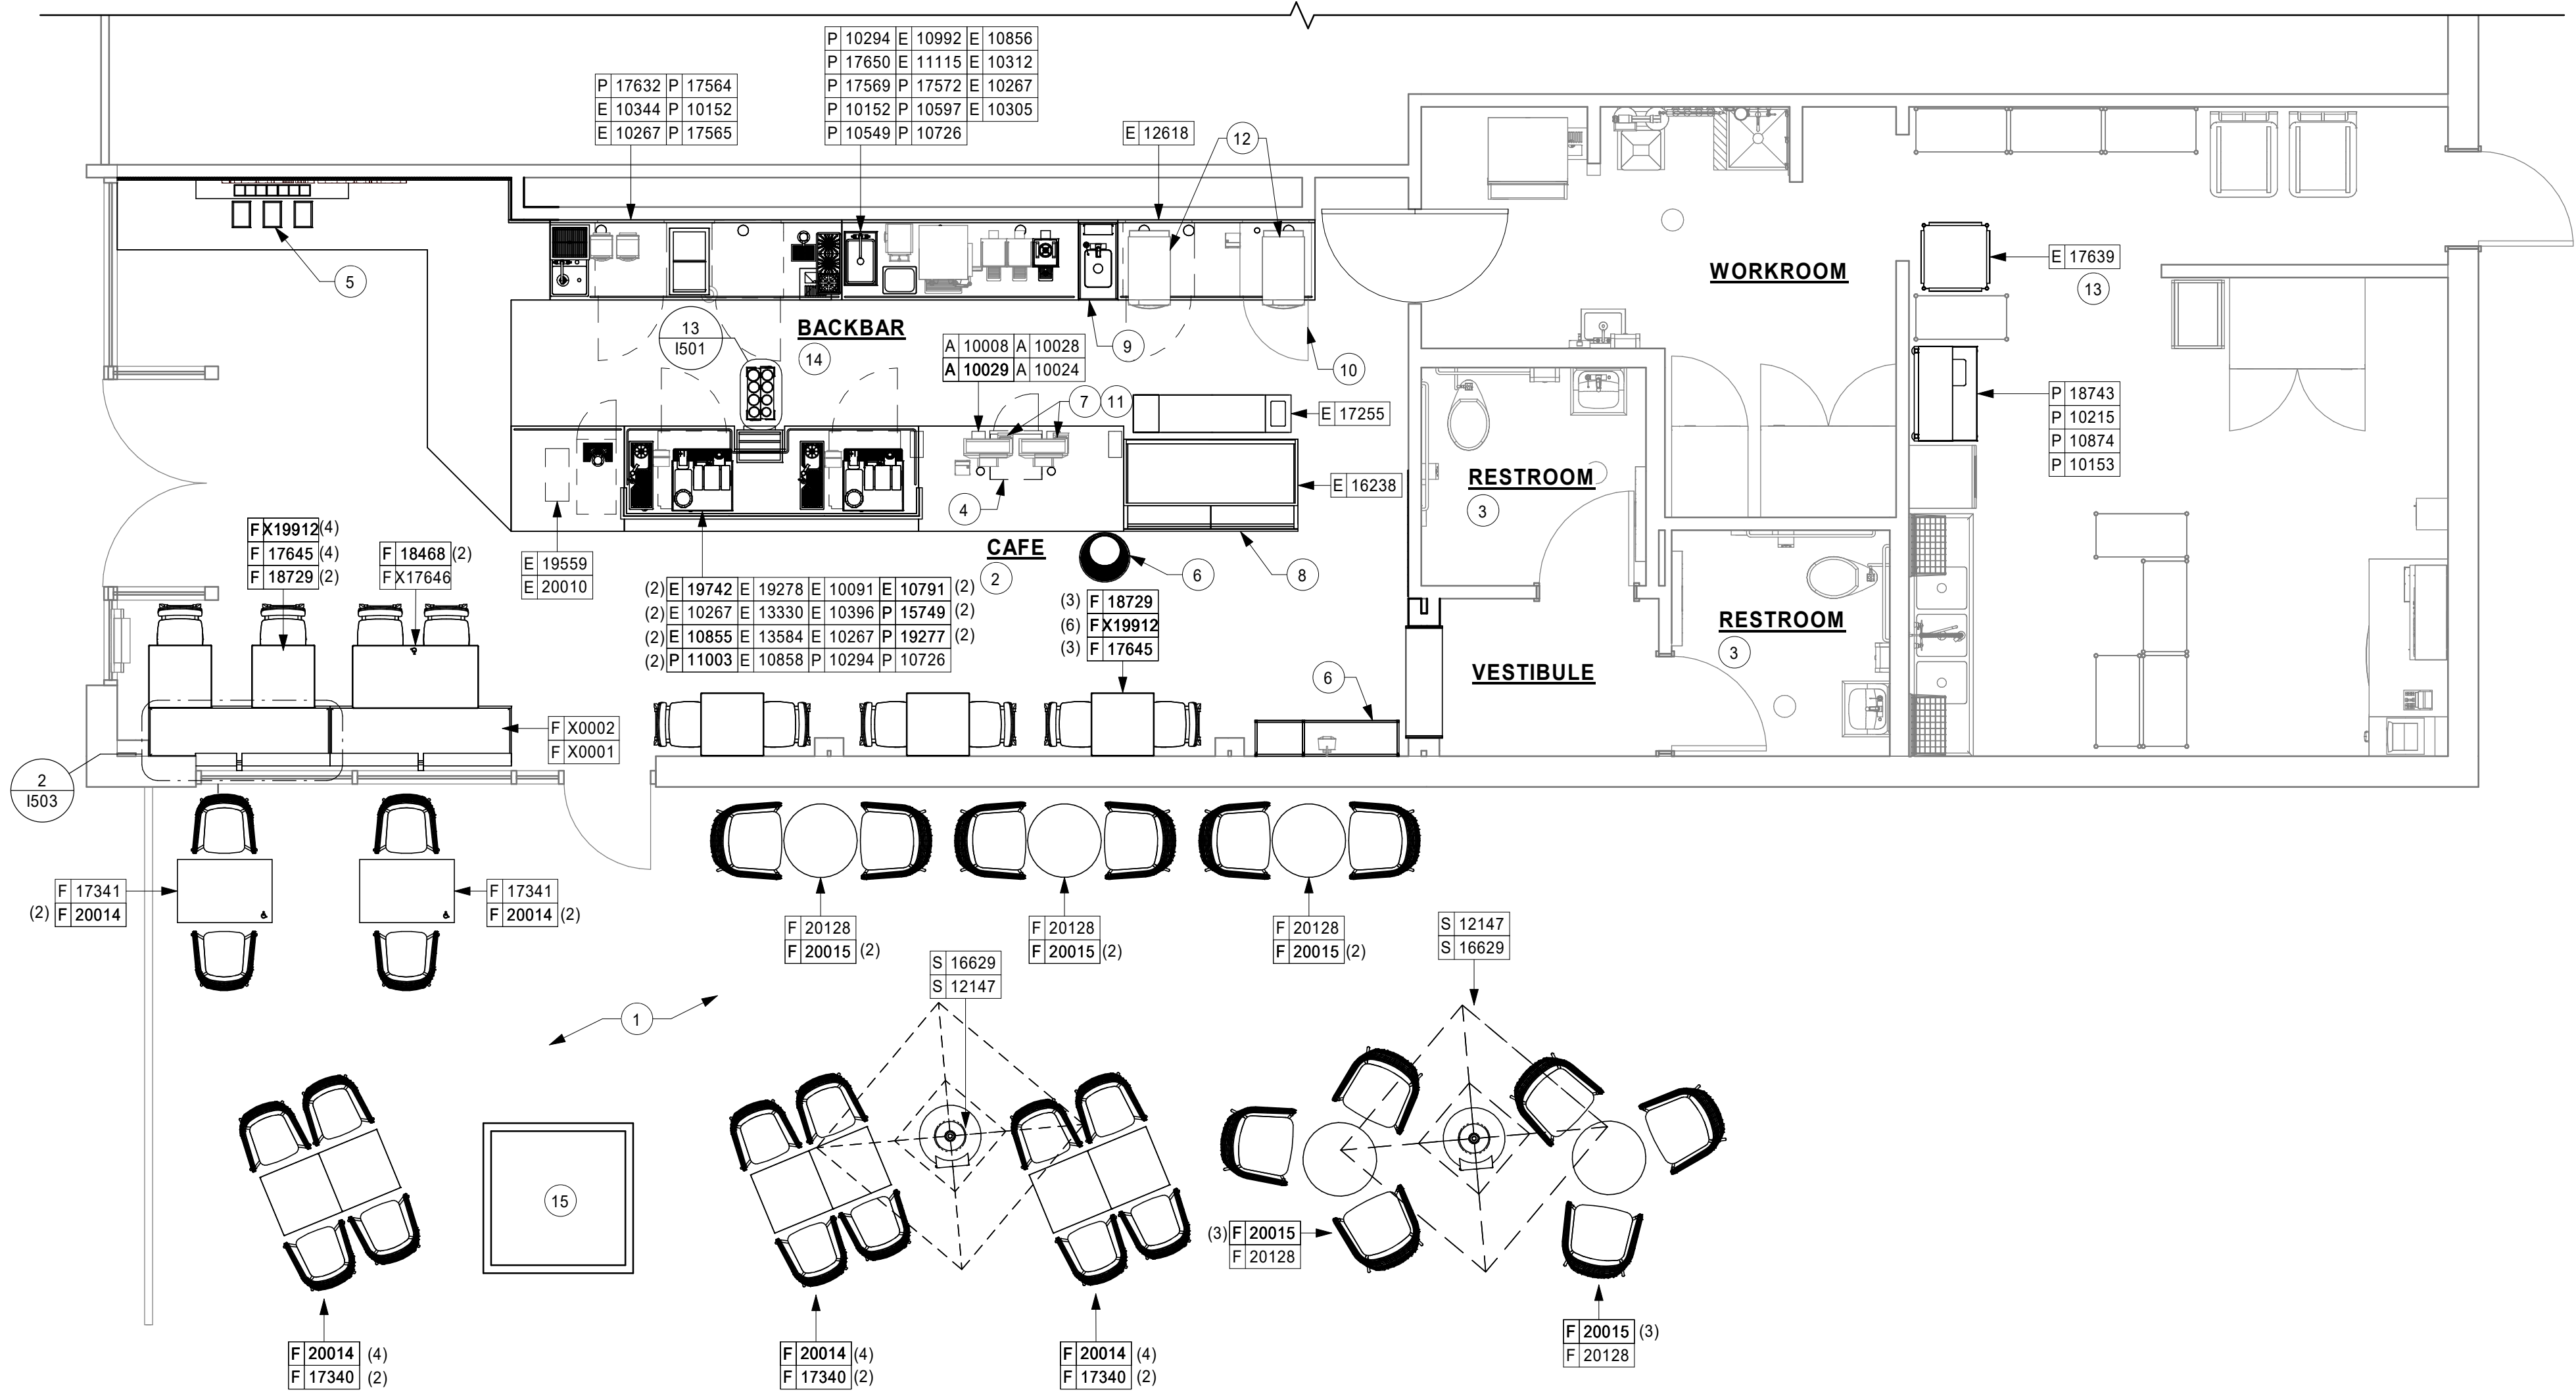 P 10294 E 10992 E 10856
P 17650 E 11115 E 10312
P 17569 P 17572 E 10267
P 10152 P 10597 E 10305
P 10549 P 10726
P 17632 P 17564
E 10344 P 10152
E 10267 P 17565
E 12618
12
5
WORKROOM
E 17639
13
BACKBAR
14
13
I501
9
10
A 10008 A 10028
A 10029 A 10024
7
11
E 17255
P 18743
P 10215
P 10874
P 10153
E 16238
4
RESTROOM
3
F X19912 (4)
F 17645 (4)
F 18729 (2)
F 18468 (2)
F X17646
E 19559
E 20010
CAFE
2
6
8
(2) E 19742 E 19278 E 10091 E 10791 (2)
(2) E 10267 E 13330 E 10396 P 15749 (2)
(2) E 10855 E 13584 E 10267 P 19277 (2)
(2) P 11003 E 10858 P 10294 P 10726
(3) F 18729
(6) F X19912
(3) F 17645
RESTROOM
3
VESTIBULE
6
F X0002
F X0001
2
I503
F 17341
(2) F 20014
F 17341
F 20014 (2)
F 20128
F 20015 (2)
F 20128
F 20015 (2)
F 20128
F 20015 (2)
S 12147
S 16629
S 16629
S 12147
1
15
(3) F 20015
F 20128
F 20015 (3)
F 20128
F 20014 (4)
F 17340 (2)
F 20014 (4)
F 17340 (2)
F 20014 (4)
F 17340 (2)